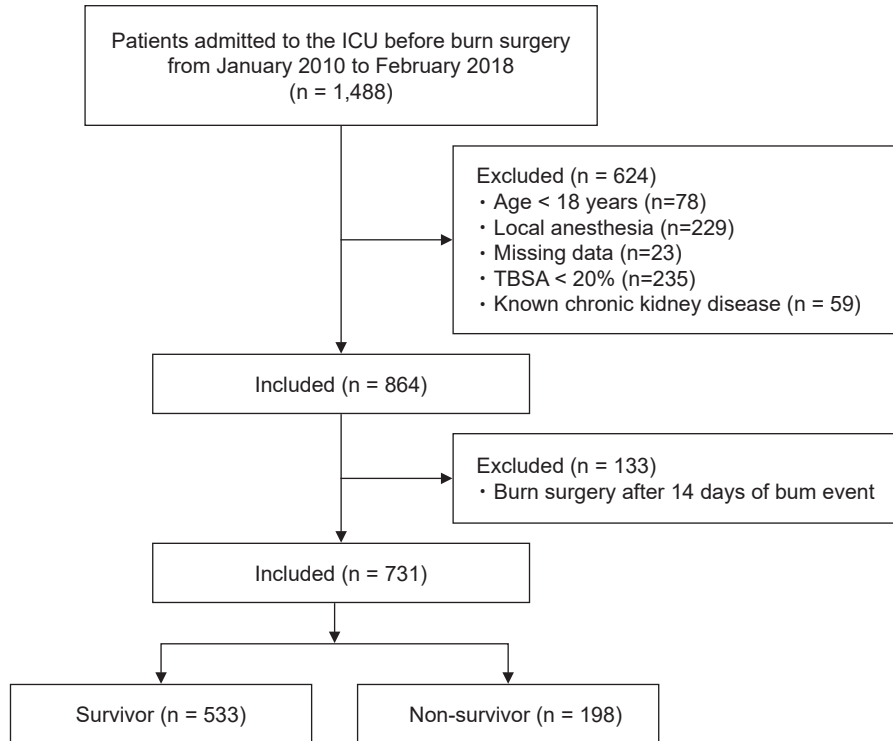 Patients admitted to the ICU before burn surgery
from January 2010 to February 2018
(n = 1,488)
Excluded (n = 624)
・Age < 18 years (n=78)
・Local anesthesia (n=229)
・Missing data (n=23)
・TBSA < 20% (n=235)
・Known chronic kidney disease (n = 59)
Included (n = 864)
Excluded (n = 133)
・Burn surgery after 14 days of bum event
Included (n = 731)
Survivor (n = 533)
Non-survivor (n = 198)